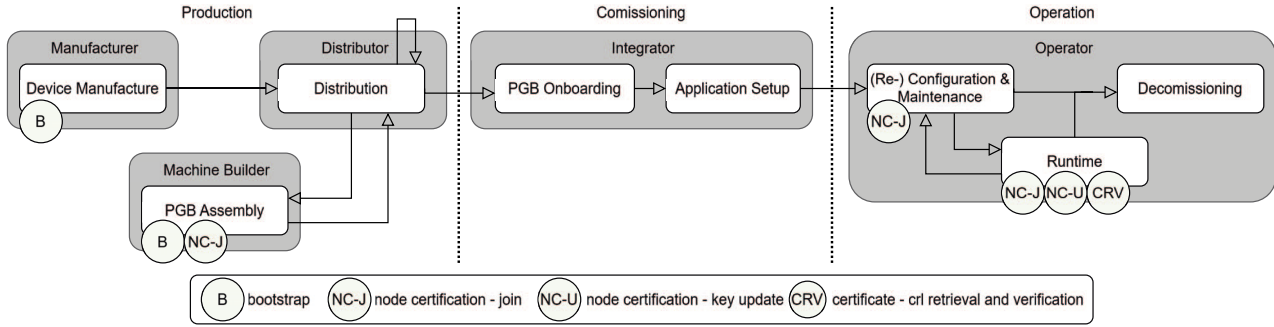 Production
Comissioning
Operation
Manufacturer
Device Manufacture
B
Distributor
Distribution
Machine Builder
PGB Assembly
B
NC-J
Integrator
PGB Onboarding
Application Setup
Operator
(Re-) Configuration &
Maintenance
NC-J
Decomissioning
Runtime
NC-J
NC-U
CRV
B bootstrap
NC-J node certification - join
NC-U node certification - key update
CRV certificate - crl retrieval and verification